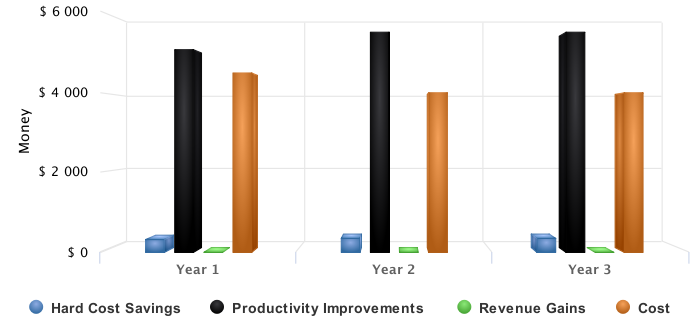 $ 6 000
$ 4 000
$ 2 000
$ 0
Money
Year 1
Year 2
Year 3
Hard Cost Savings
Productivity Improvements
Revenue Gains
Cost